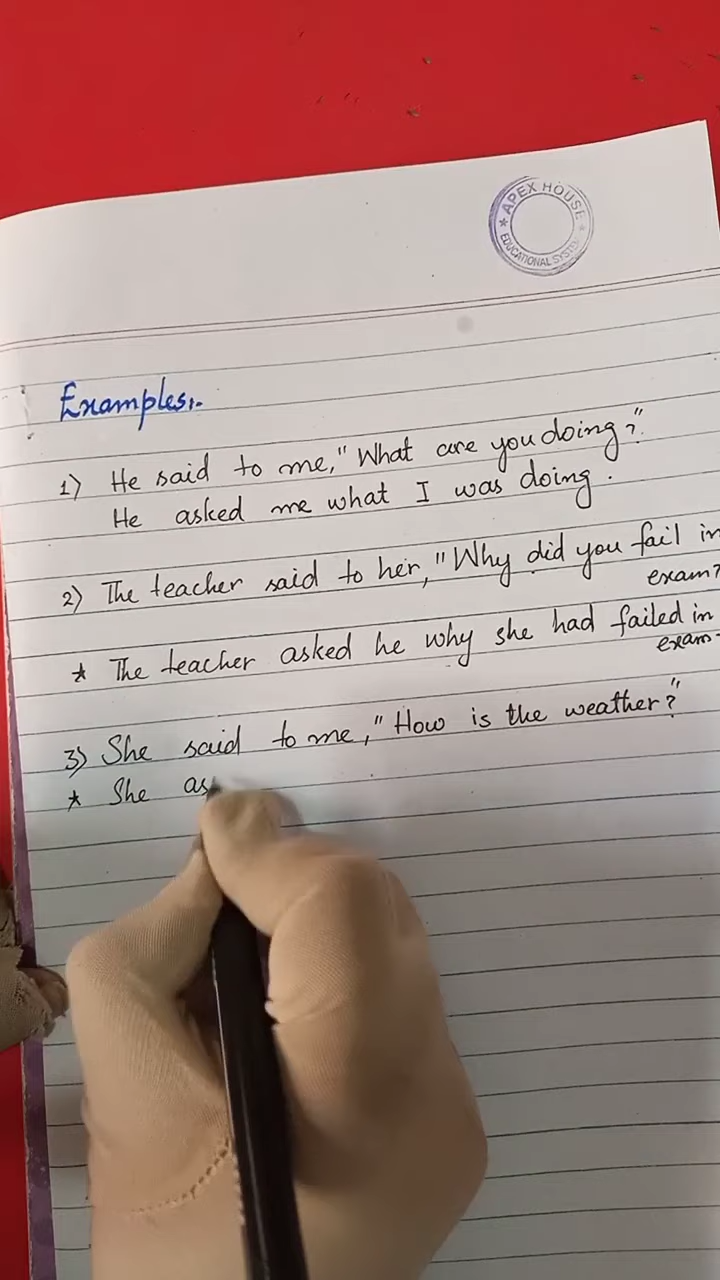 APEX HOUSE
EDUCATIONAL SYSTEM
Examples:-
1) He said to me, "What are you doing?"
He asked me what I was doing.
2) The teacher said to her, "Why did you fail in
exam?
* The teacher asked he why she had failed in
exam.
3) She said to me, "How is the weather?"
* She as